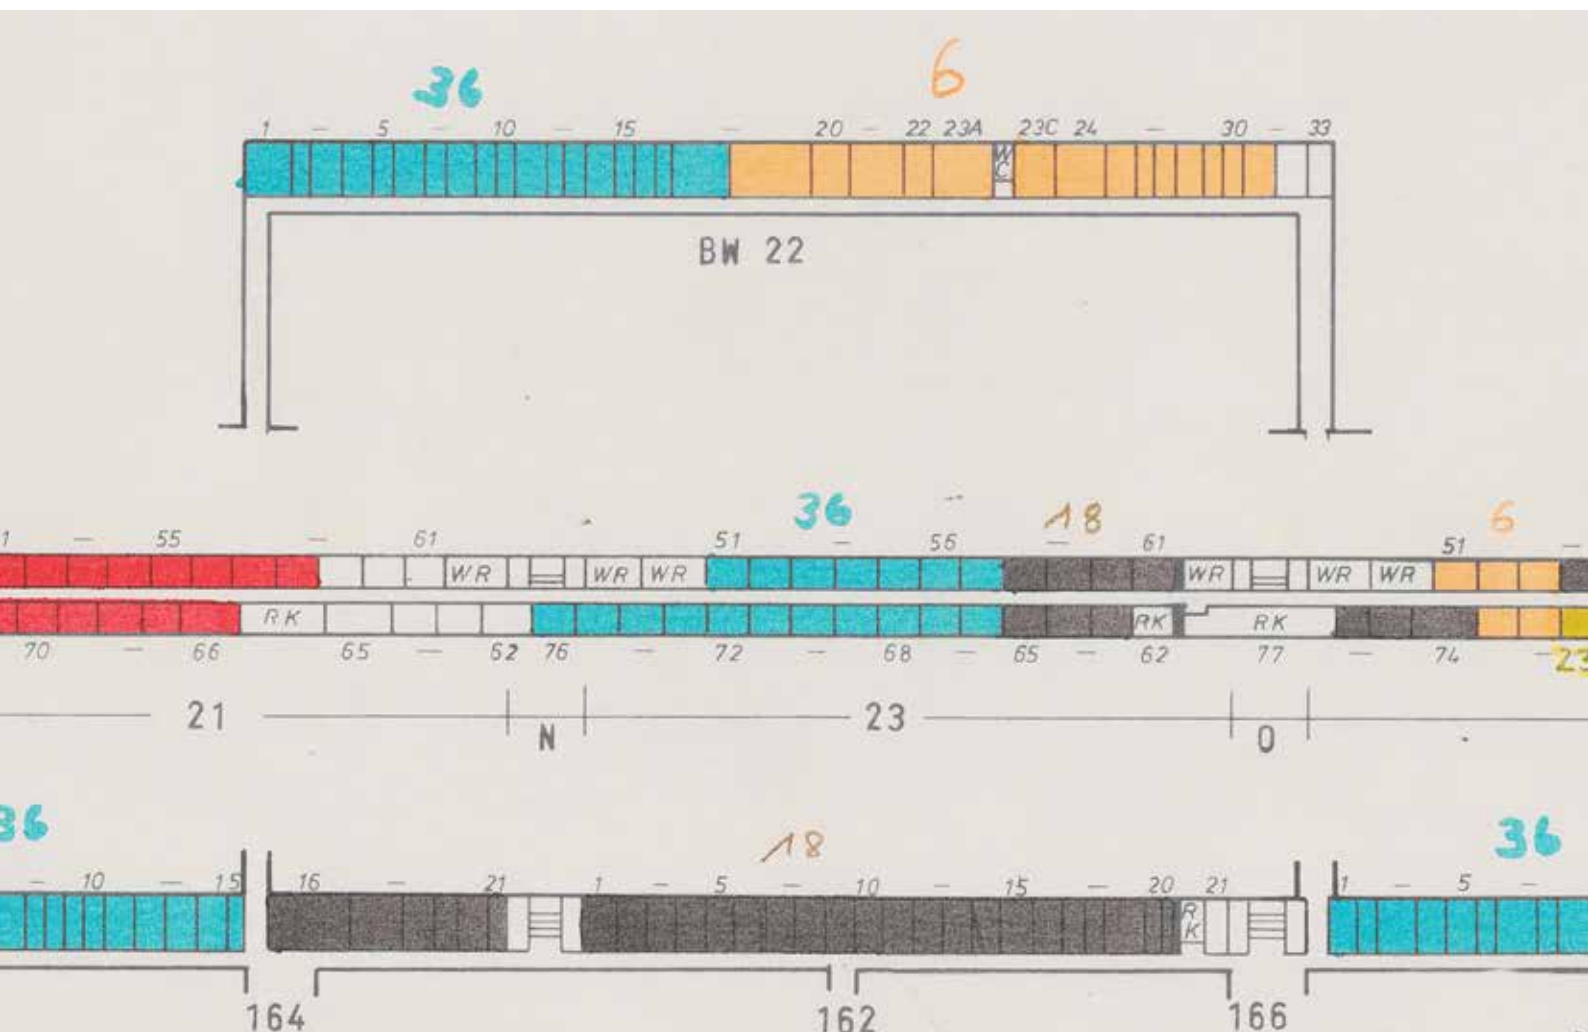 36 6
1 – 5 – 10 – 15 – 20 – 22 23A 23C 24 – 30 – 33
WC
BW 22
36 18 6
1 – 55 – 61 51 – 56 – 61 51 –
WR WR WR WR WR WR
RK RK RK
70 – 66 65 – 62 76 – 72 – 68 – 65 – 62 77 – 74 – 23
21 N 23 O
36 18 36
– 10 – 15 16 – 21 1 – 5 – 10 – 15 – 20 21 1 – 5 –
RK
164 162 166